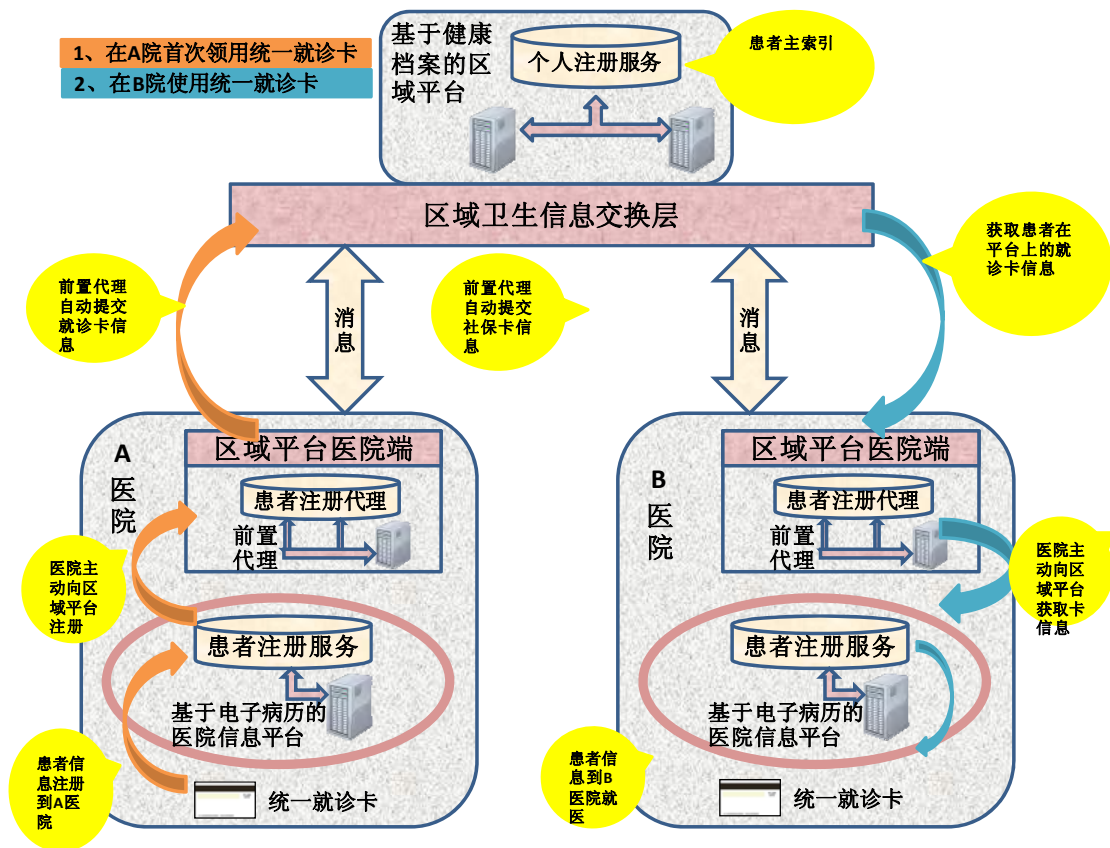 1、在A院首次领用统一就诊卡
2、在B院使用统一就诊卡
基于健康
档案的区
域平台
个人注册服务
患者主索引
区域卫生信息交换层
前置代理
自动提交
就诊卡信
息
消
息
前置代理
自动提交
社保卡信
息
消
息
获取患者在
平台上的就
诊卡信息
A
医
院
区域平台医院端
患者注册代理
前置
代理
医院主
动向区
域平台
注册
患者注册服务
基于电子病历的
医院信息平台
患者信
息注册
到A医
院
统一就诊卡
B
医
院
区域平台医院端
患者注册代理
前置
代理
医院主
动向区
域平台
获取卡
信息
患者注册服务
基于电子病历的
医院信息平台
患者信
息到B
医院就
医
统一就诊卡